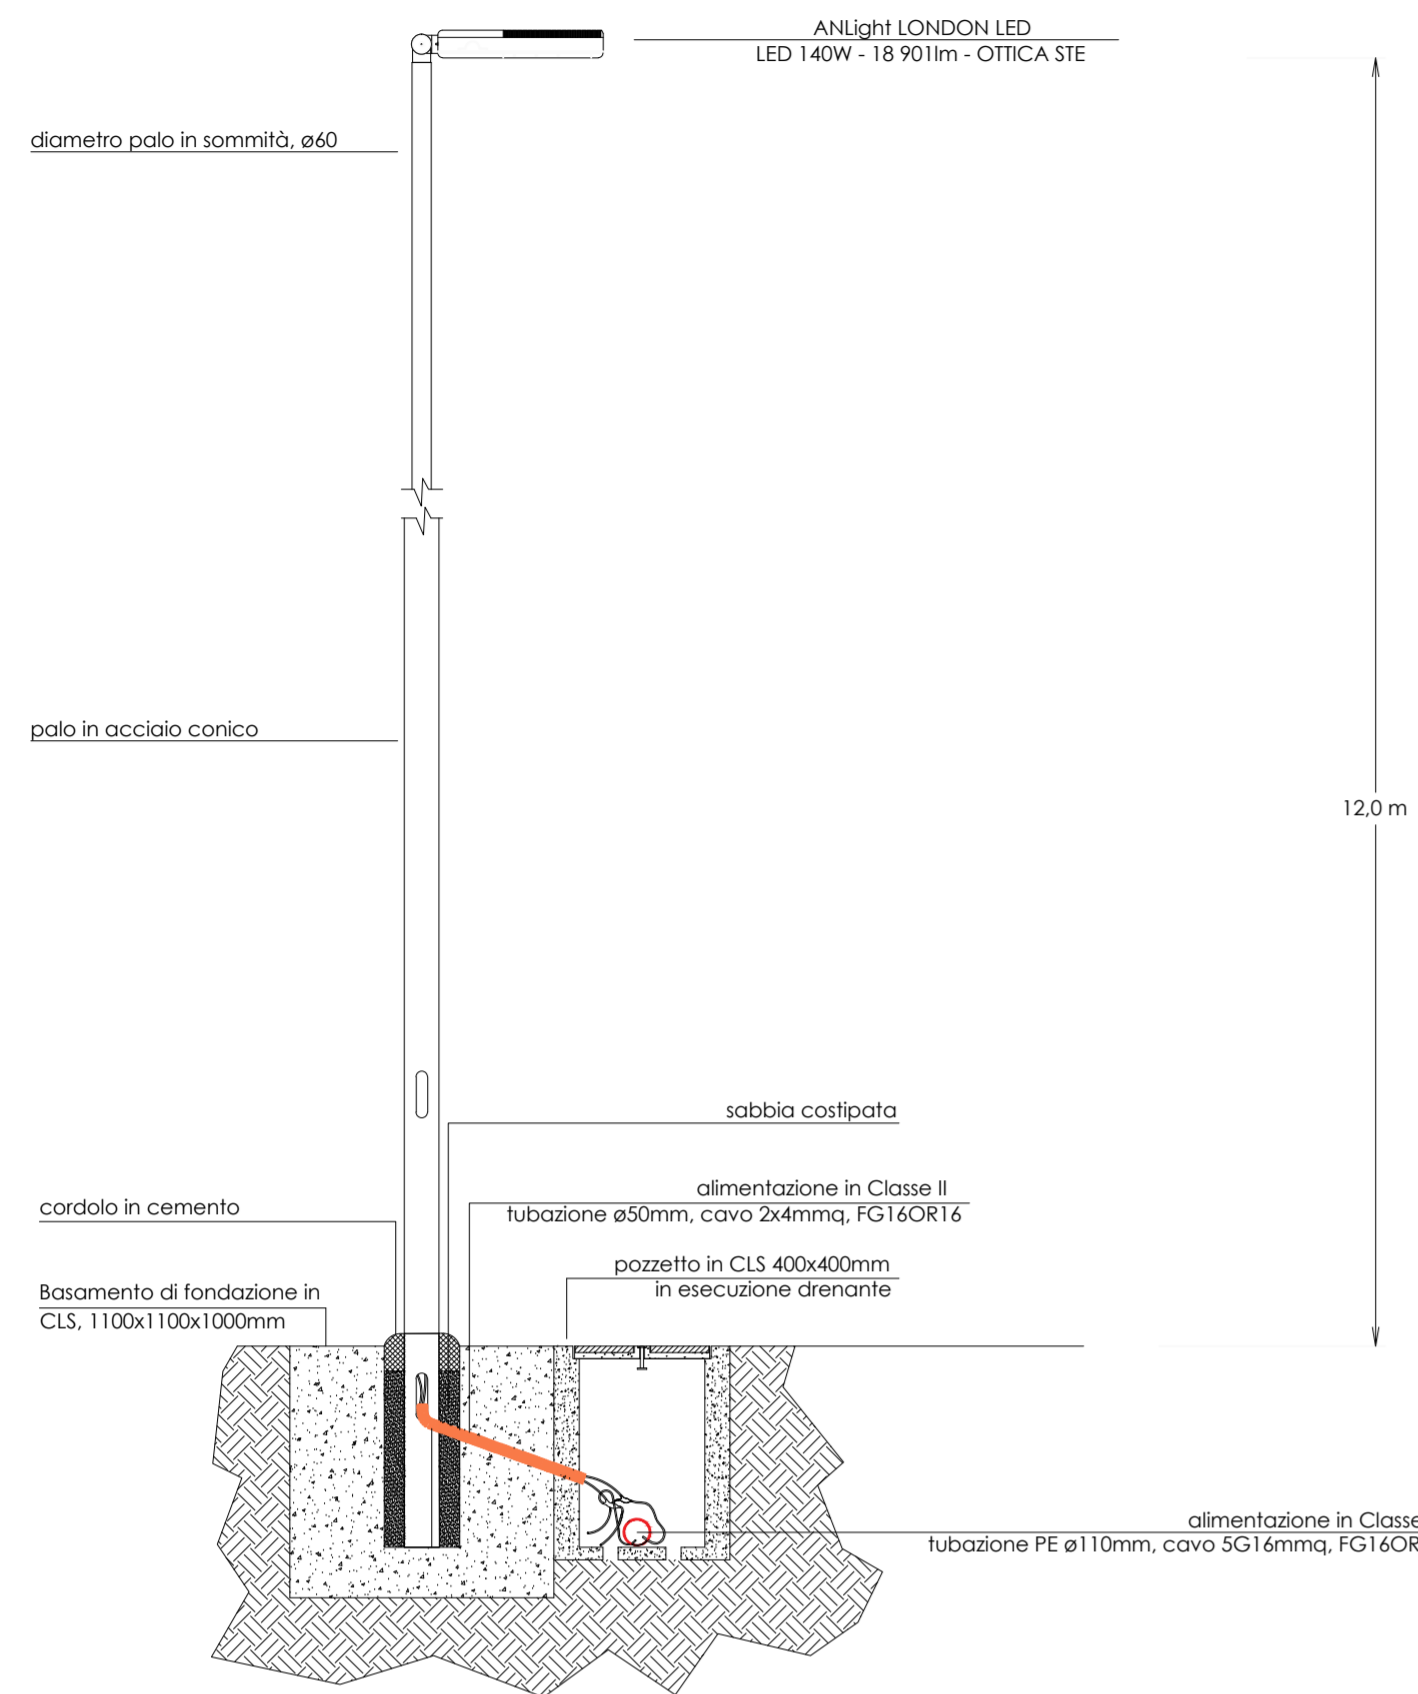 ANLight LONDON LED
LED 140W - 18 901lm - OTTICA STE
diametro palo in sommità, ø60
palo in acciaio conico
12,0 m
sabbia costipata
alimentazione in Classe II
tubazione ø50mm, cavo 2x4mmq, FG16OR16
cordolo in cemento
pozzetto in CLS 400x400mm
in esecuzione drenante
Basamento di fondazione in
CLS, 1100x1100x1000mm
alimentazione in Classe
tubazione PE ø110mm, cavo 5G16mmq, FG16OR